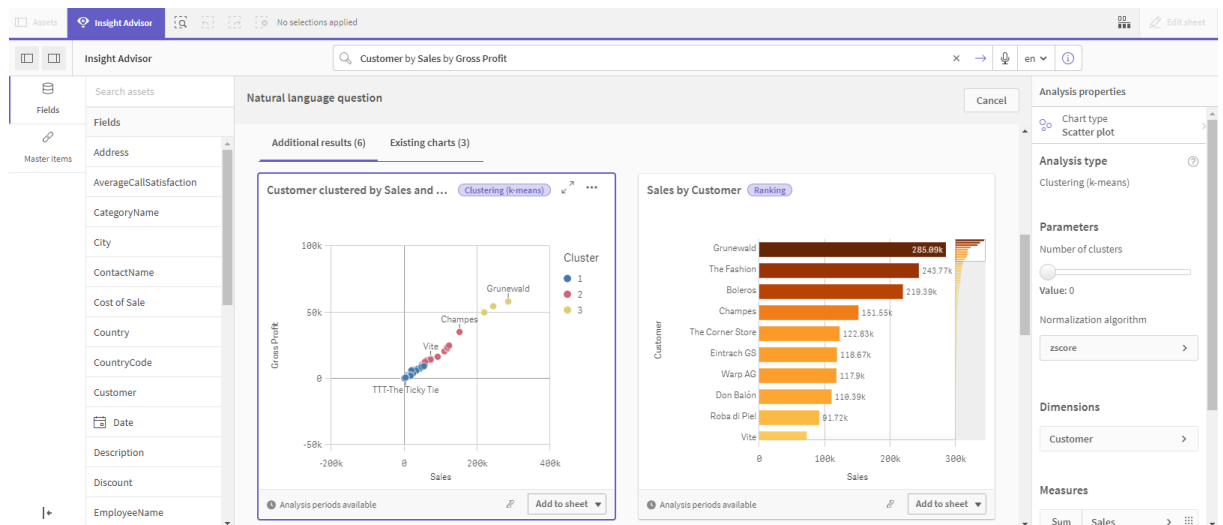 Assets
Insight Advisor
No selections applied
Edit sheet
Insight Advisor
Customer by Sales by Gross Profit
en
Fields
Master items
Search assets
Fields
Address
AverageCallSatisfaction
CategoryName
City
ContactName
Cost of Sale
Country
CountryCode
Customer
Date
Description
Discount
EmployeeName
Natural language question
Cancel
Additional results (6)
Existing charts (3)
Customer clustered by Sales and ...
Clustering (k-means)
100k
50k
0
-50k
Gross Profit
Grunewald
Champes
Vite
TTT-The Ticky Tie
-200k
0
200k
400k
Sales
Cluster
1
2
3
Analysis periods available
Add to sheet
Sales by Customer
Ranking
Customer
Grunewald 285.09k
The Fashion 243.77k
Boleros 219.39k
Champes 151.55k
The Corner Store 122.83k
Eintrach GS 118.67k
Warp AG 117.9k
Don Balón 110.39k
Roba di Piel 91.72k
Vite
0
100k
200k
300k
Sales
Analysis periods available
Add to sheet
Analysis properties
Chart type
Scatter plot
Analysis type
Clustering (k-means)
Parameters
Number of clusters
Value: 0
Normalization algorithm
zscore
Dimensions
Customer
Measures
Sum Sales